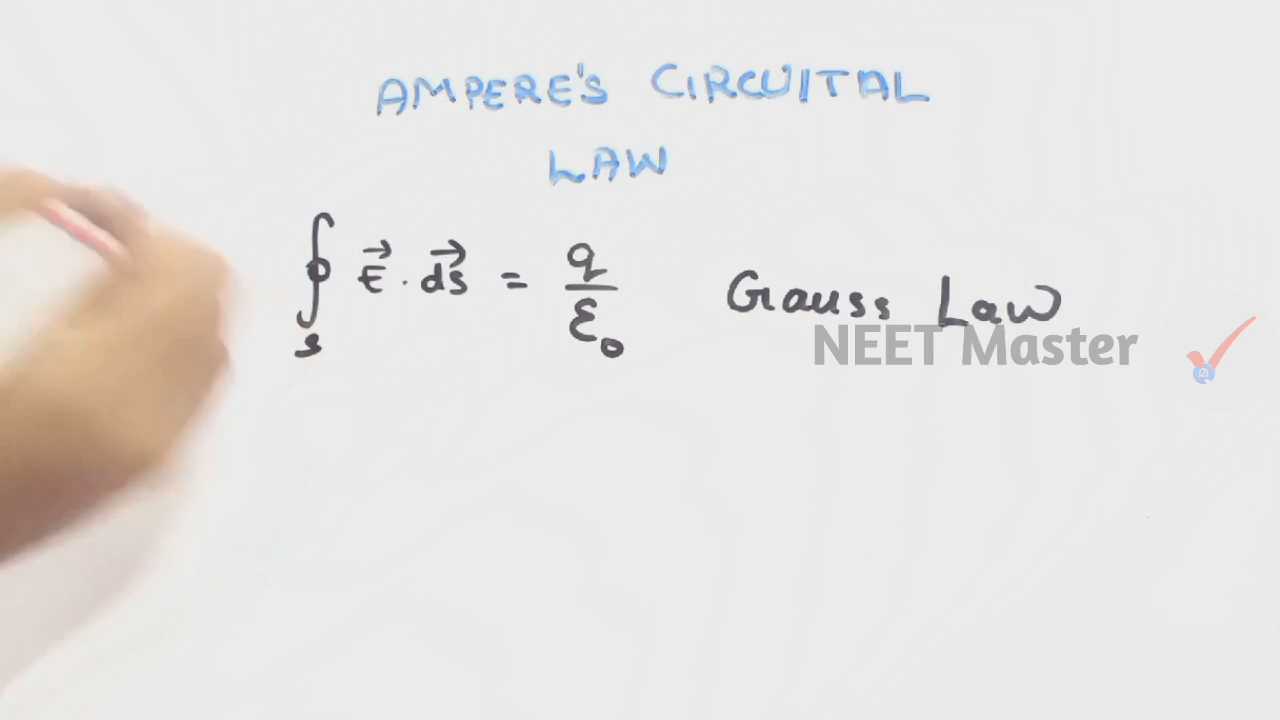 AMPERE'S CIRCUITAL
LAW
∮ₛ E⃗ · ds⃗ = q/ε₀ Gauss Law
NEET Master